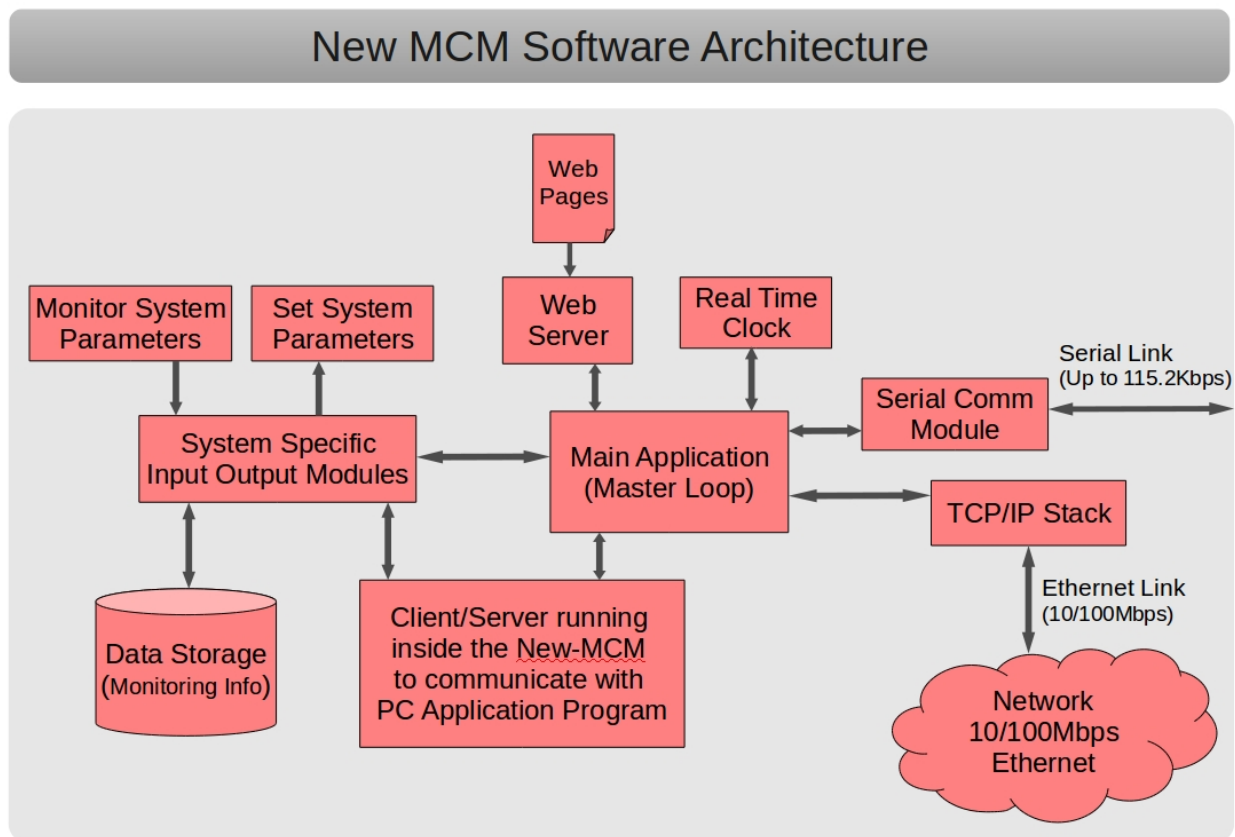 New MCM Software Architecture
Web
Pages
Monitor System
Parameters
Set System
Parameters
Web
Server
Real Time
Clock
Serial Link
(Up to 115.2Kbps)
Serial Comm
Module
System Specific
Input Output Modules
Main Application
(Master Loop)
TCP/IP Stack
Ethernet Link
(10/100Mbps)
Data Storage
(Monitoring Info)
Client/Server running
inside the New-MCM
to communicate with
PC Application Program
Network
10/100Mbps
Ethernet